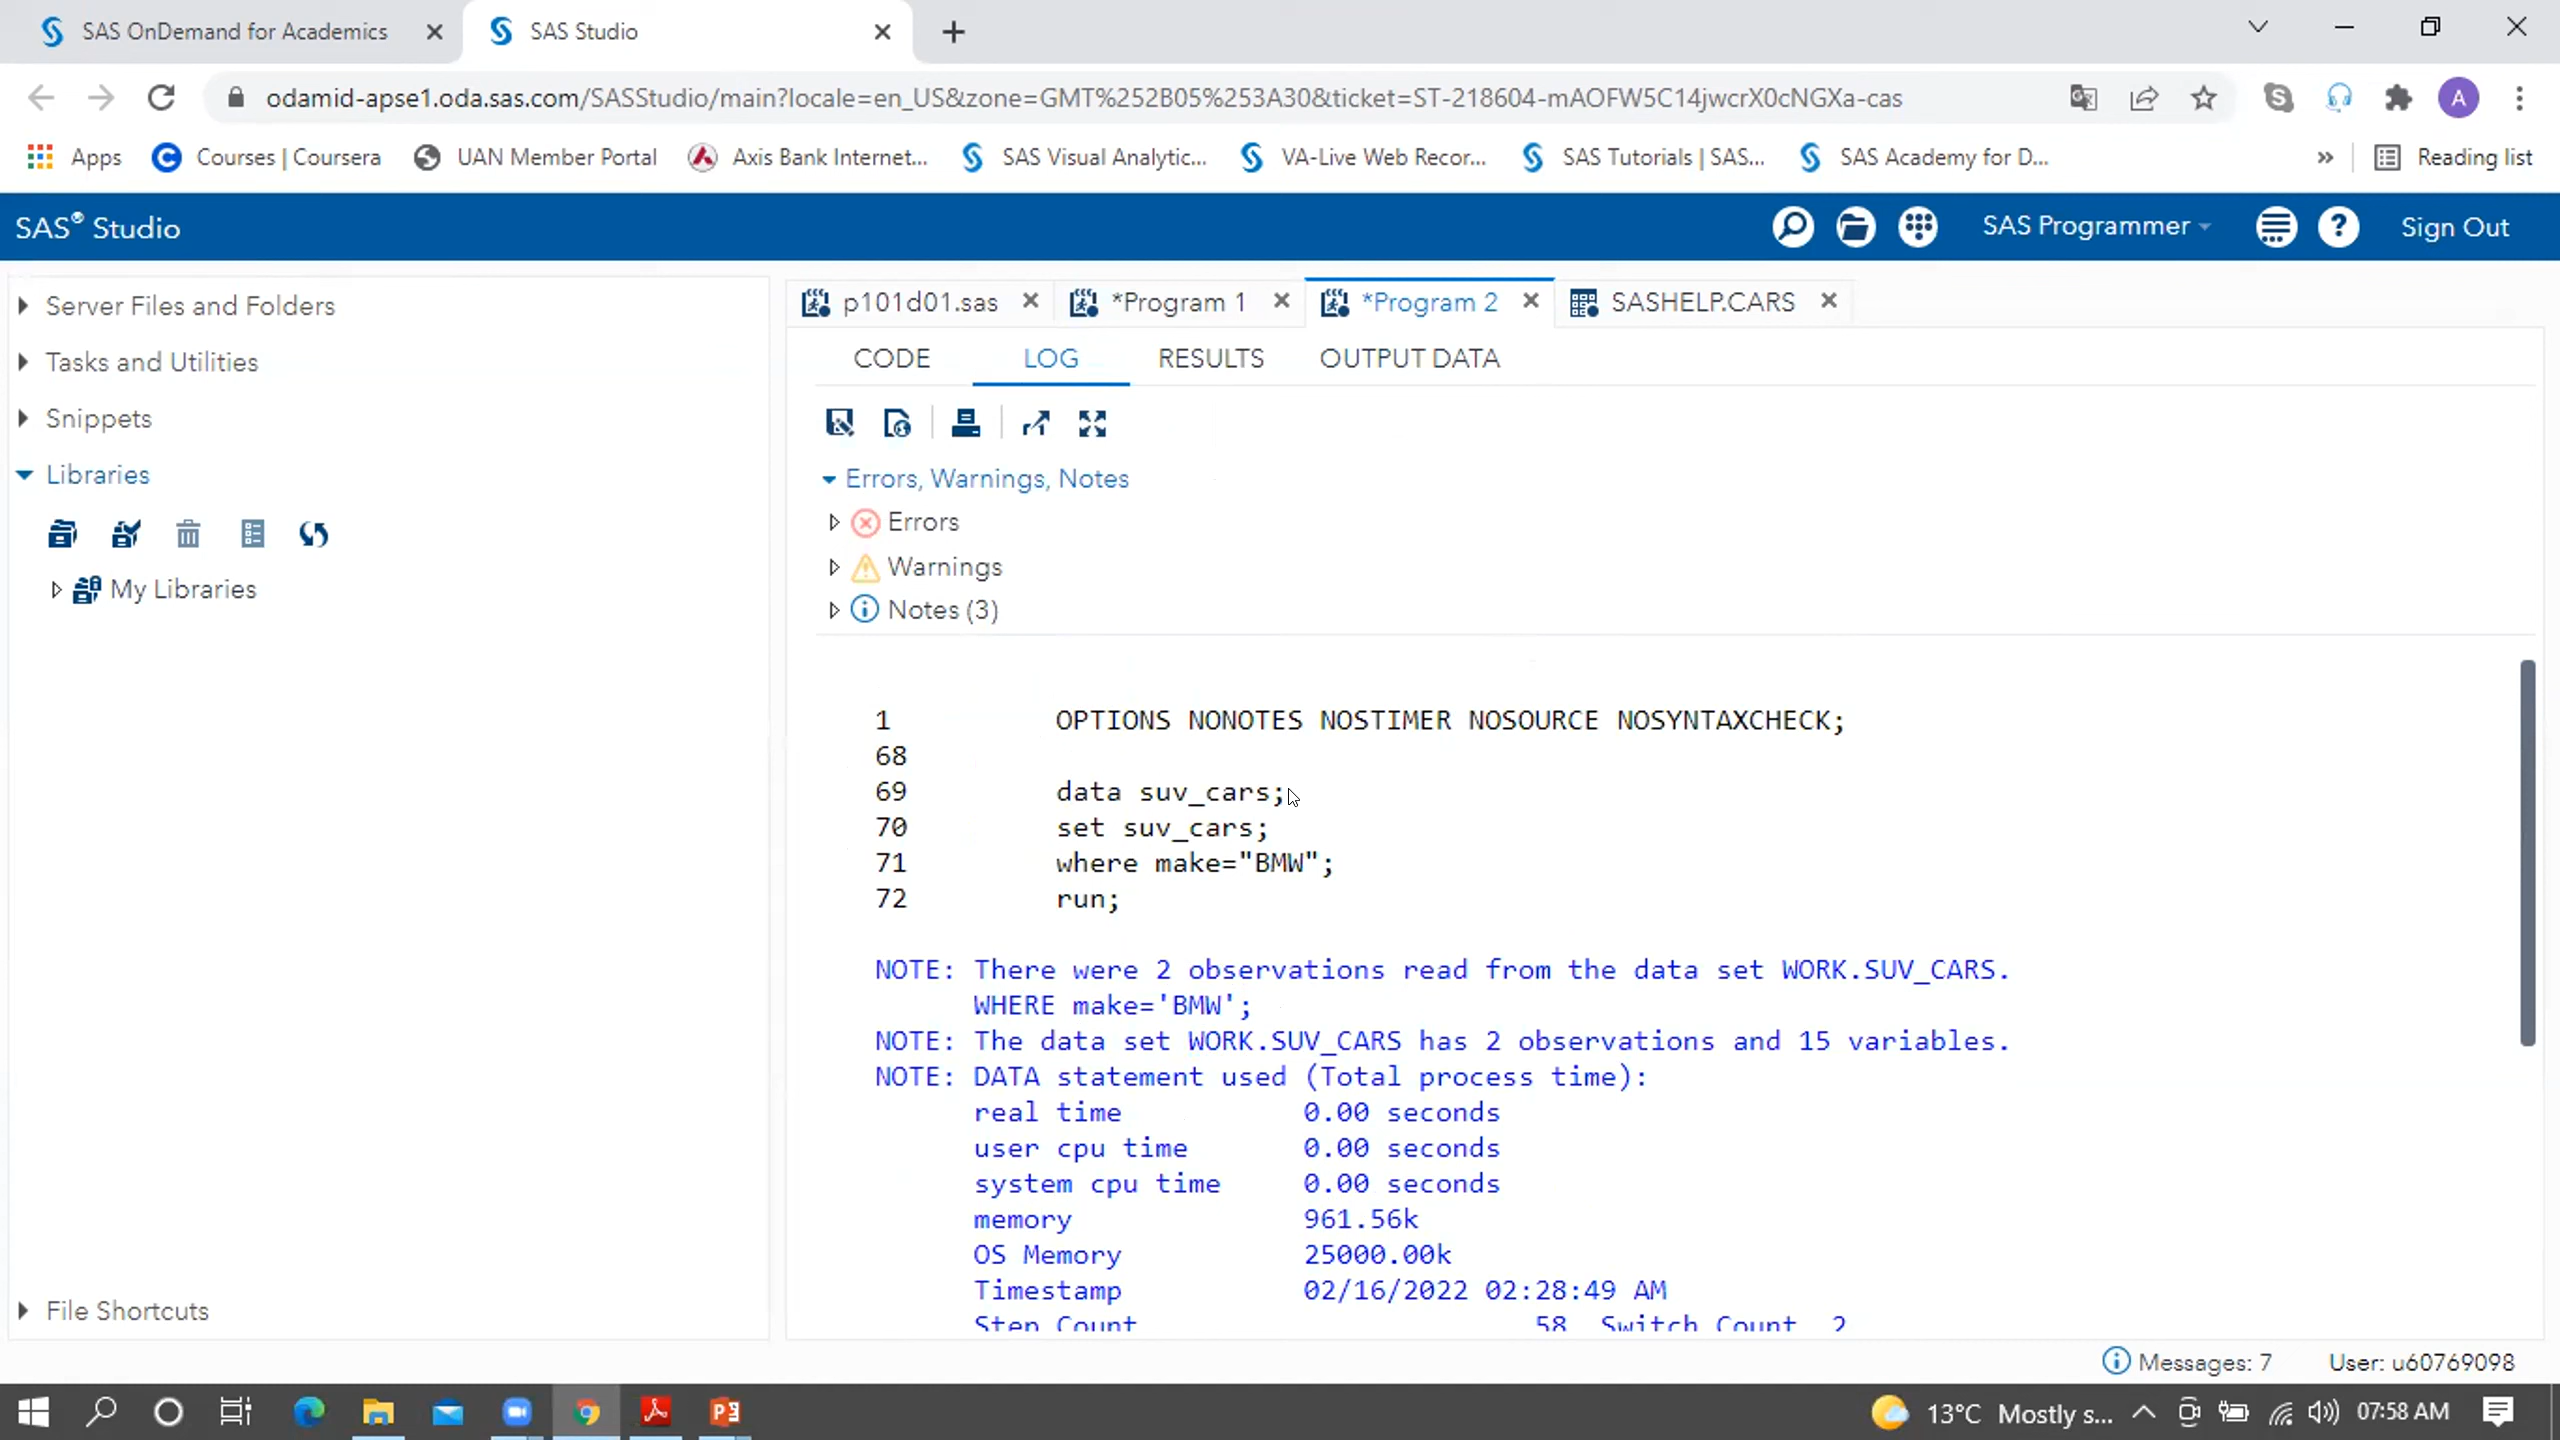 SAS OnDemand for Academics
SAS Studio
odamid-apse1.oda.sas.com/SASStudio/main?locale=en_US&zone=GMT%252B05%253A30&ticket=ST-218604-mAOFW5C14jwcrX0cNGXa-cas
A
Apps
Courses | Coursera
UAN Member Portal
Axis Bank Internet...
SAS Visual Analytic...
VA-Live Web Recor...
SAS Tutorials | SAS...
SAS Academy for D...
»
Reading list
SAS® Studio
SAS Programmer
Sign Out
Server Files and Folders
Tasks and Utilities
Snippets
Libraries
My Libraries
File Shortcuts
p101d01.sas
*Program 1
*Program 2
SASHELP.CARS
CODE
LOG
RESULTS
OUTPUT DATA
Errors, Warnings, Notes
Errors
Warnings
Notes (3)
1 OPTIONS NONOTES NOSTIMER NOSOURCE NOSYNTAXCHECK;
68
69 data suv_cars;
70 set suv_cars;
71 where make="BMW";
72 run;
NOTE: There were 2 observations read from the data set WORK.SUV_CARS.
WHERE make='BMW';
NOTE: The data set WORK.SUV_CARS has 2 observations and 15 variables.
NOTE: DATA statement used (Total process time):
real time 0.00 seconds
user cpu time 0.00 seconds
system cpu time 0.00 seconds
memory 961.56k
OS Memory 25000.00k
Timestamp 02/16/2022 02:28:49 AM
Step Count 58 Switch Count 2
Messages: 7
User: u60769098
13°C Mostly s...
07:58 AM